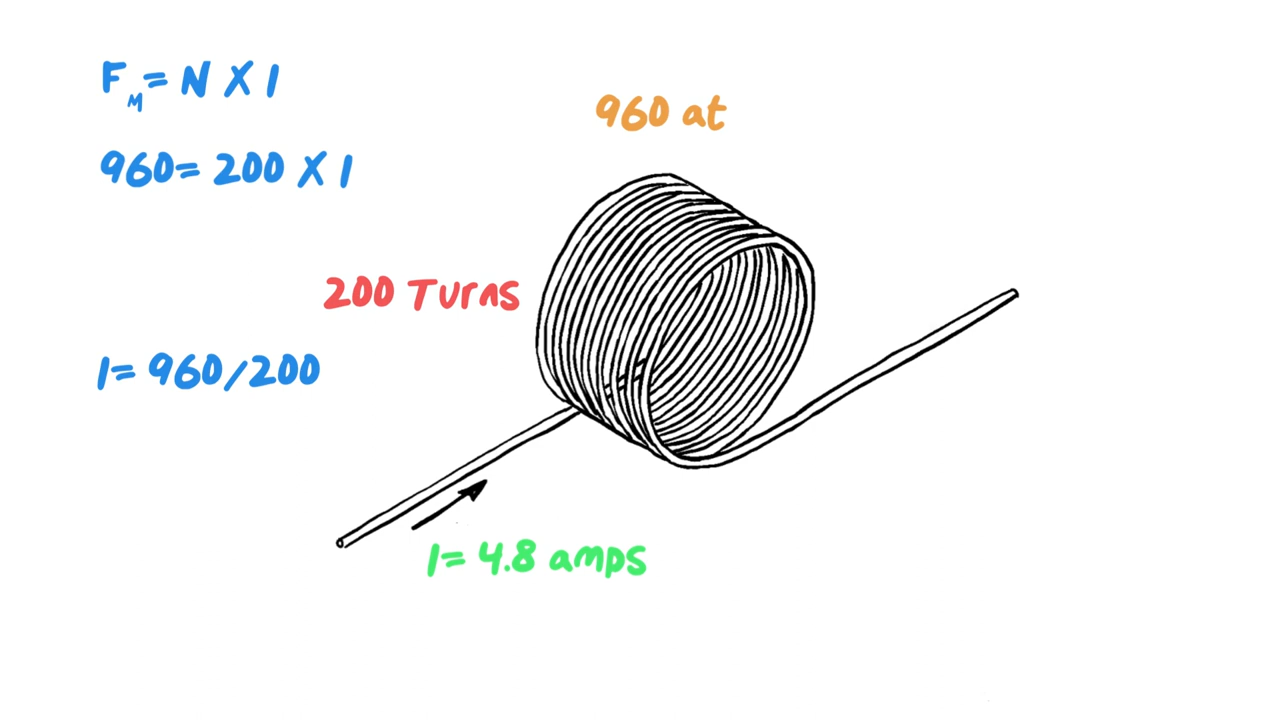 F_M = N X I
960 at
960= 200 X I
200 Turns
I= 960/200
I= 4.8 amps